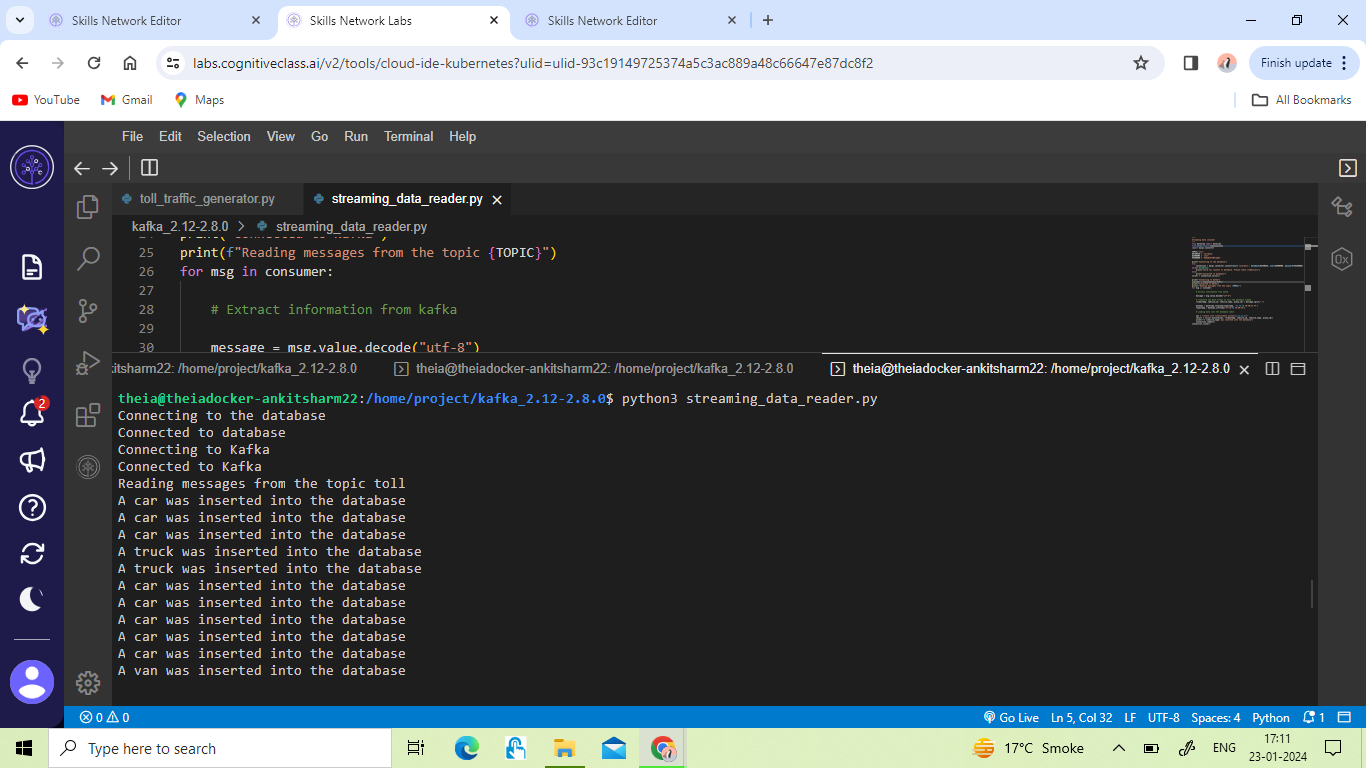 Skills Network Editor
Skills Network Labs
Skills Network Editor
labs.cognitiveclass.ai/v2/tools/cloud-ide-kubernetes?ulid=ulid-93c19149725374a5c3ac889a48c66647e87dc8f2
Finish update
YouTube
Gmail
Maps
All Bookmarks
File Edit Selection View Go Run Terminal Help
toll_traffic_generator.py
streaming_data_reader.py
kafka_2.12-2.8.0 > streaming_data_reader.py
25 print(f"Reading messages from the topic {TOPIC}")
26 for msg in consumer:
27
28 # Extract information from kafka
29
30 message = msg.value.decode("utf-8")
itsharm22: /home/project/kafka_2.12-2.8.0
theia@theiadocker-ankitsharm22: /home/project/kafka_2.12-2.8.0
theia@theiadocker-ankitsharm22: /home/project/kafka_2.12-2.8.0
theia@theiadocker-ankitsharm22:/home/project/kafka_2.12-2.8.0$ python3 streaming_data_reader.py
Connecting to the database
Connected to database
Connecting to Kafka
Connected to Kafka
Reading messages from the topic toll
A car was inserted into the database
A car was inserted into the database
A car was inserted into the database
A truck was inserted into the database
A truck was inserted into the database
A car was inserted into the database
A car was inserted into the database
A car was inserted into the database
A car was inserted into the database
A car was inserted into the database
A van was inserted into the database
2
0x
0 0
Go Live Ln 5, Col 32 LF UTF-8 Spaces: 4 Python 1
Type here to search
17°C Smoke
ENG
17:11
23-01-2024